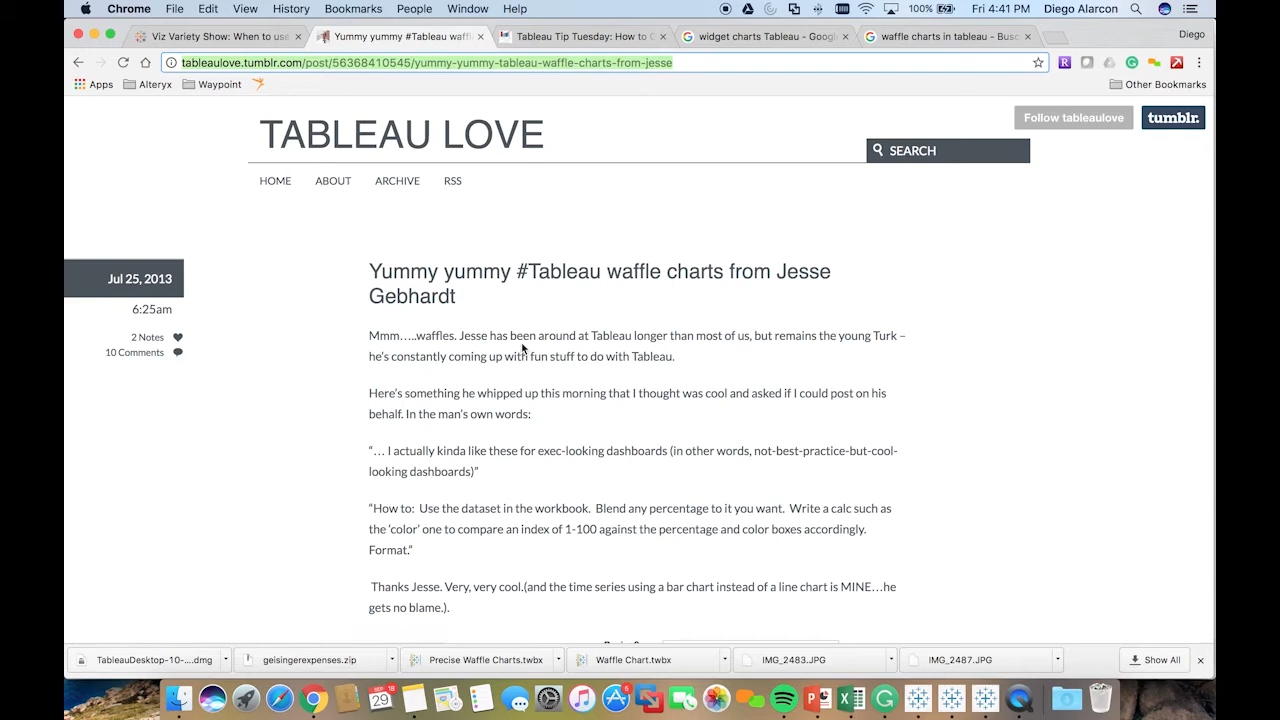 Chrome File Edit View History Bookmarks People Window Help 100% Fri 4:41 PM Diego Alarcon
Viz Variety Show: When to use Yummy yummy #Tableau waffl Tableau Tip Tuesday: How to C widget charts Tableau - Google waffle charts in tableau - Busc Diego
tableaulove.tumblr.com/post/56368410545/yummy-yummy-tableau-waffle-charts-from-jesse
Apps Alteryx Waypoint Other Bookmarks
Follow tableaulove tumblr.
TABLEAU LOVE
SEARCH
HOME ABOUT ARCHIVE RSS
Jul 25, 2013
6:25am
2 Notes
10 Comments
Yummy yummy #Tableau waffle charts from Jesse
Gebhardt
Mmm…..waffles. Jesse has been around at Tableau longer than most of us, but remains the young Turk –
he's constantly coming up with fun stuff to do with Tableau.
Here's something he whipped up this morning that I thought was cool and asked if I could post on his
behalf. In the man's own words:
“… I actually kinda like these for exec-looking dashboards (in other words, not-best-practice-but-cool-
looking dashboards)”
“How to: Use the dataset in the workbook. Blend any percentage to it you want. Write a calc such as
the ‘color’ one to compare an index of 1-100 against the percentage and color boxes accordingly.
Format.”
Thanks Jesse. Very, very cool.(and the time series using a bar chart instead of a line chart is MINE…he
gets no blame.).
TableauDesktop-10-....dmg geisingerexpenses.zip Precise Waffle Charts.twbx Waffle Chart.twbx IMG_2483.JPG IMG_2487.JPG Show All
SEP 29 18 5